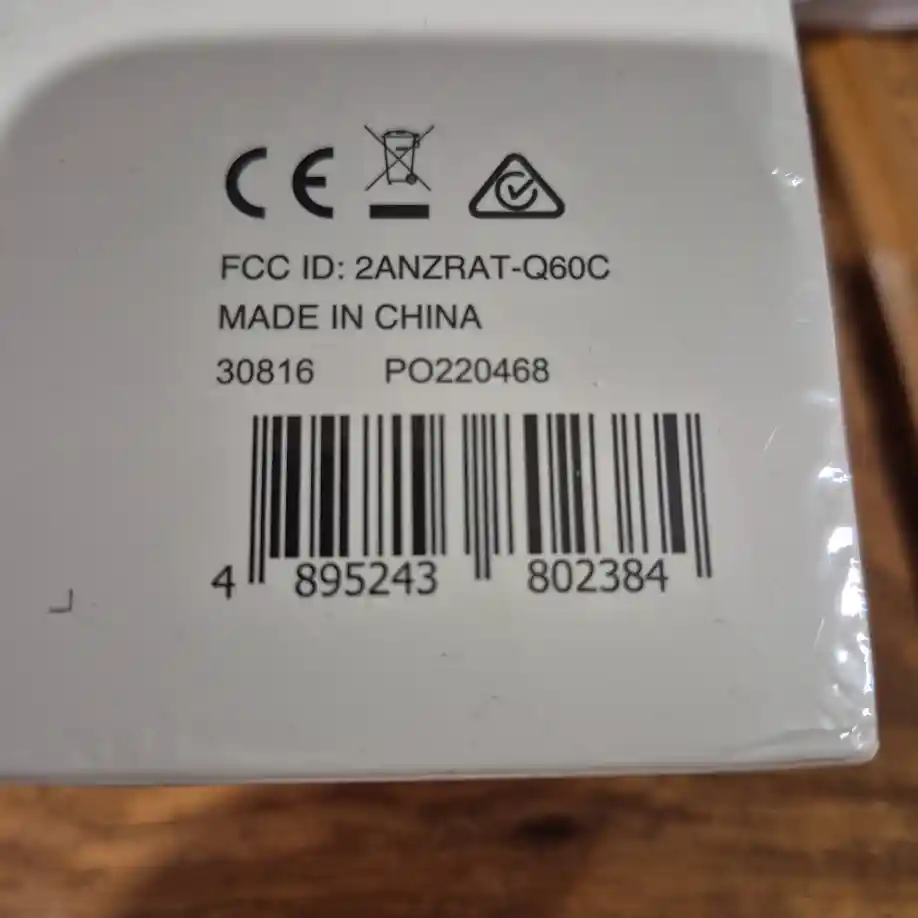 CE
FCC ID: 2ANZRAT-Q60C
MADE IN CHINA
30816 PO220468
4 895243 802384